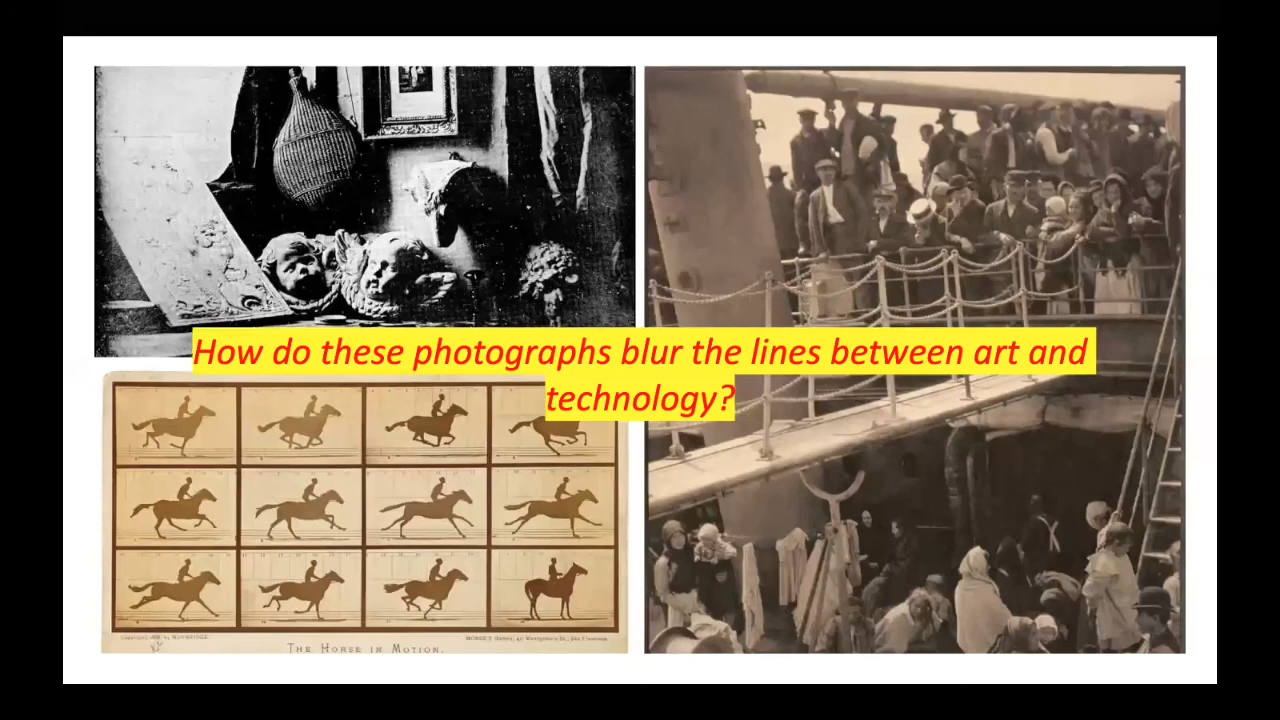 How do these photographs blur the lines between art and
technology?
THE HORSE IN MOTION.